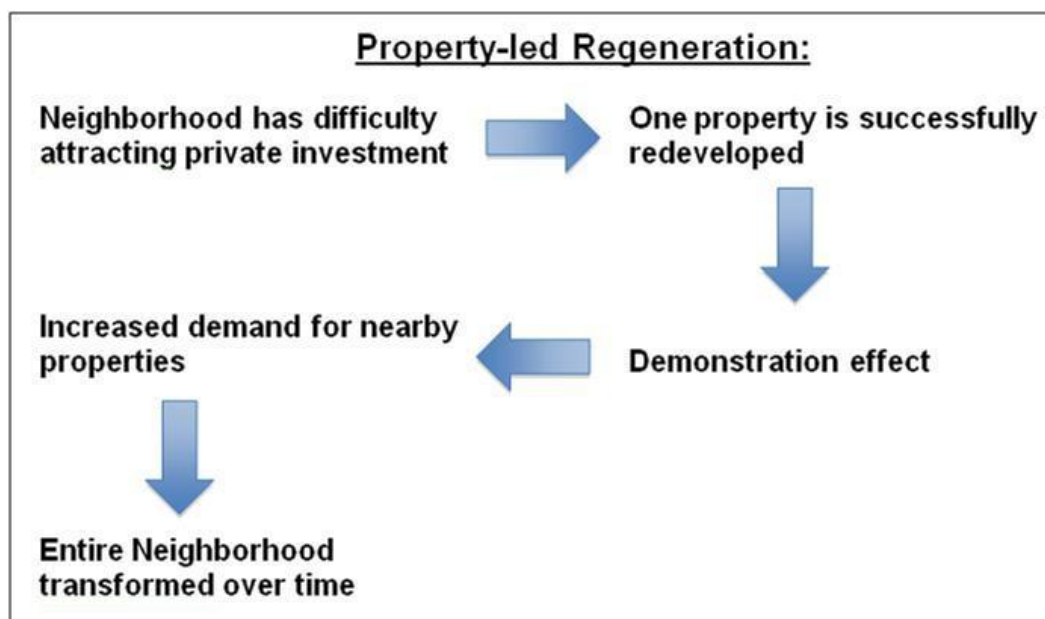 Property-led Regeneration:
Neighborhood has difficulty
attracting private investment
One property is successfully
redeveloped
Demonstration effect
Increased demand for nearby
properties
Entire Neighborhood
transformed over time